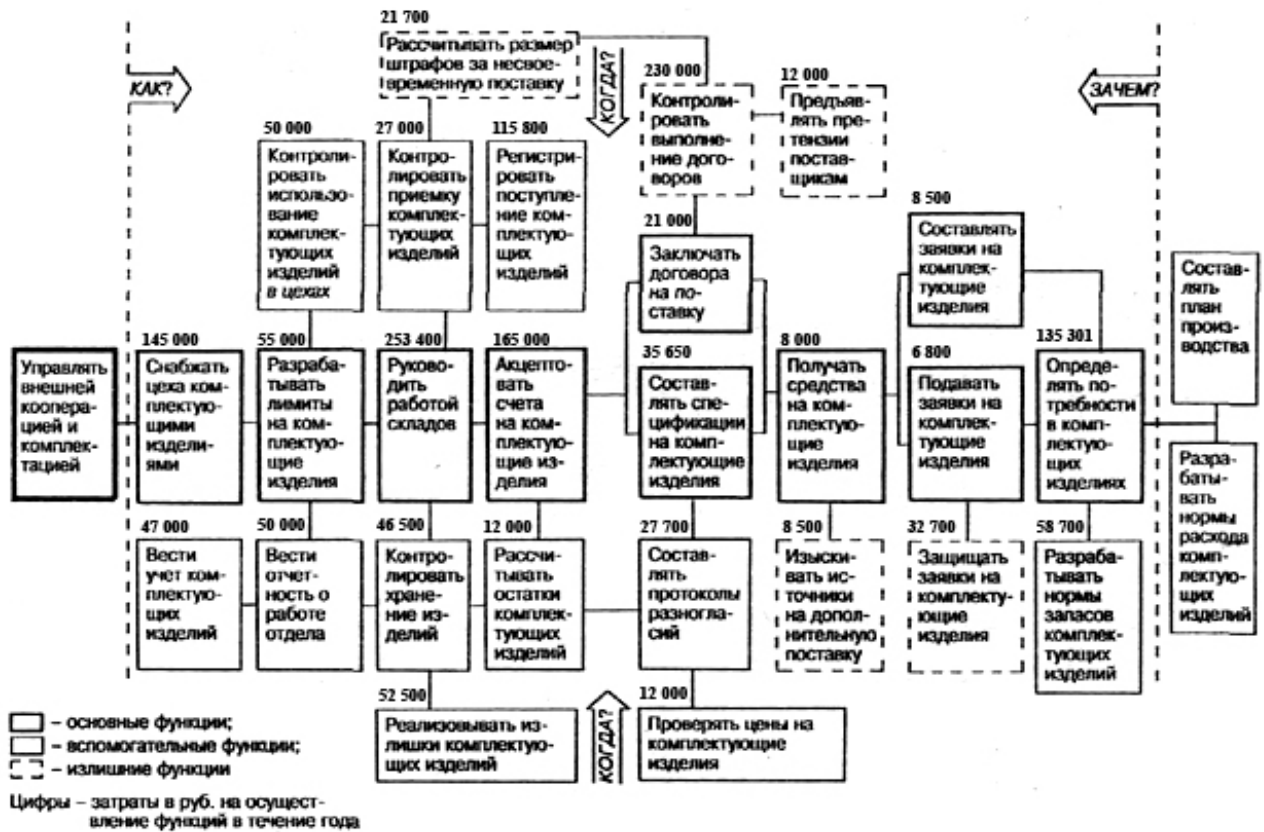 21 700
Рассчитывать размер
штрафов за несвое-
временную поставку
КАК?
КОГДА?
230 000
Контроли-
ровать
выполне-
ние догово-
ров
12 000
Предъяв-
лять пре-
тензии
постав-
щикам
ЗАЧЕМ?
50 000
Контроли-
ровать
использо-
вание
комплек-
тующих
изделий
в цехах
27 000
Контро-
лировать
приемку
комплек-
тующих
изделий
115 800
Регистри-
ровать
поступле-
ние ком-
плектую-
щих
изделий
21 000
Заключать
договора
на по-
ставку
8 500
Составлять
заявки на
комплек-
тующие
изделия
Состав-
лять
план
произ-
водства
Управлять
внешней
коопера-
цией и
комплек-
тацией
145 000
Снабжать
цеха ком-
плектую-
щими
издели-
ями
55 000
Разраба-
тывать
лимиты
на ком-
плектую-
щие
изделия
253 400
Руково-
дить
работой
складов
165 000
Акцепто-
вать
счета
на ком-
плектую-
щие из-
делия
35 650
Состав-
лять спе-
цификации
на компле-
ктующие
изделия
8 000
Получать
средства
на ком-
плектую-
щие
изделия
6 800
Подавать
заявки на
комплек-
тующие
изделия
135 301
Опреде-
лять по-
требности
в комплек-
тующих
изделиях
Разра-
баты-
вать
нормы
расхода
компле-
ктую-
щих
изделий
47 000
Вести
учет ком-
плектую-
щих
изделий
50 000
Вести
отчет-
ность о
работе
отдела
46 500
Контро-
лировать
хране-
ние из-
делий
12 000
Рассчи-
тывать
остатки
комплек-
тующих
изделий
27 700
Состав-
лять
протоколы
разногла-
сий
8 500
Изыски-
вать ис-
точники
на допол-
нительную
поставку
32 700
Защищать
заявки на
комплекту-
ющие
изделия
58 700
Разраба-
тывать
нормы
запасов
комплек-
тующих
изделий
52 500
Реализовывать из-
лишки комплектую-
щих изделий
КОГДА?
12 000
Проверять цены на
комплектующие
изделия
– основные функции;
– вспомогательные функции;
– излишние функции
Цифры – затраты в руб. на осущест-
вление функций в течение года